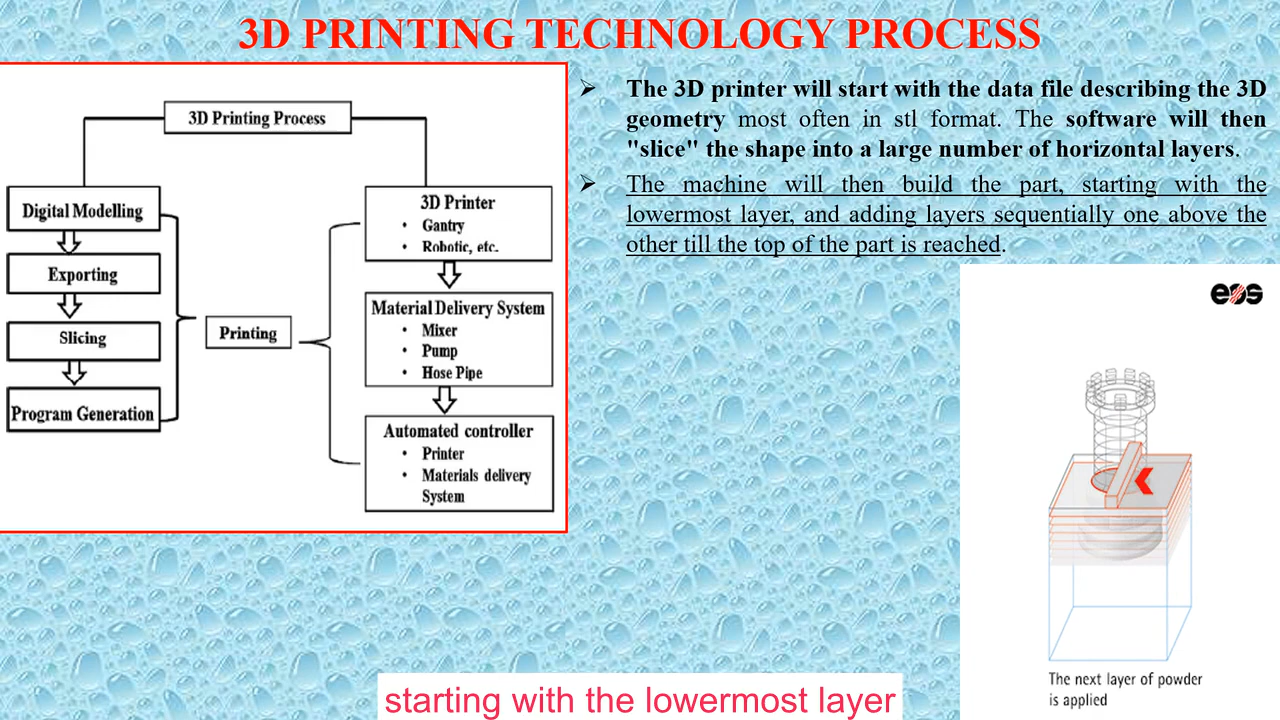 3D PRINTING TECHNOLOGY PROCESS
3D Printing Process
Digital Modelling
Exporting
Slicing
Program Generation
Printing
3D Printer
• Gantry
• Robotic, etc.
Material Delivery System
• Mixer
• Pump
• Hose Pipe
Automated controller
• Printer
• Materials delivery
System
➢ The 3D printer will start with the data file describing the 3D
geometry most often in stl format. The software will then
"slice" the shape into a large number of horizontal layers.
➢ The machine will then build the part, starting with the
lowermost layer, and adding layers sequentially one above the
other till the top of the part is reached.
eos
The next layer of powder
is applied
starting with the lowermost layer